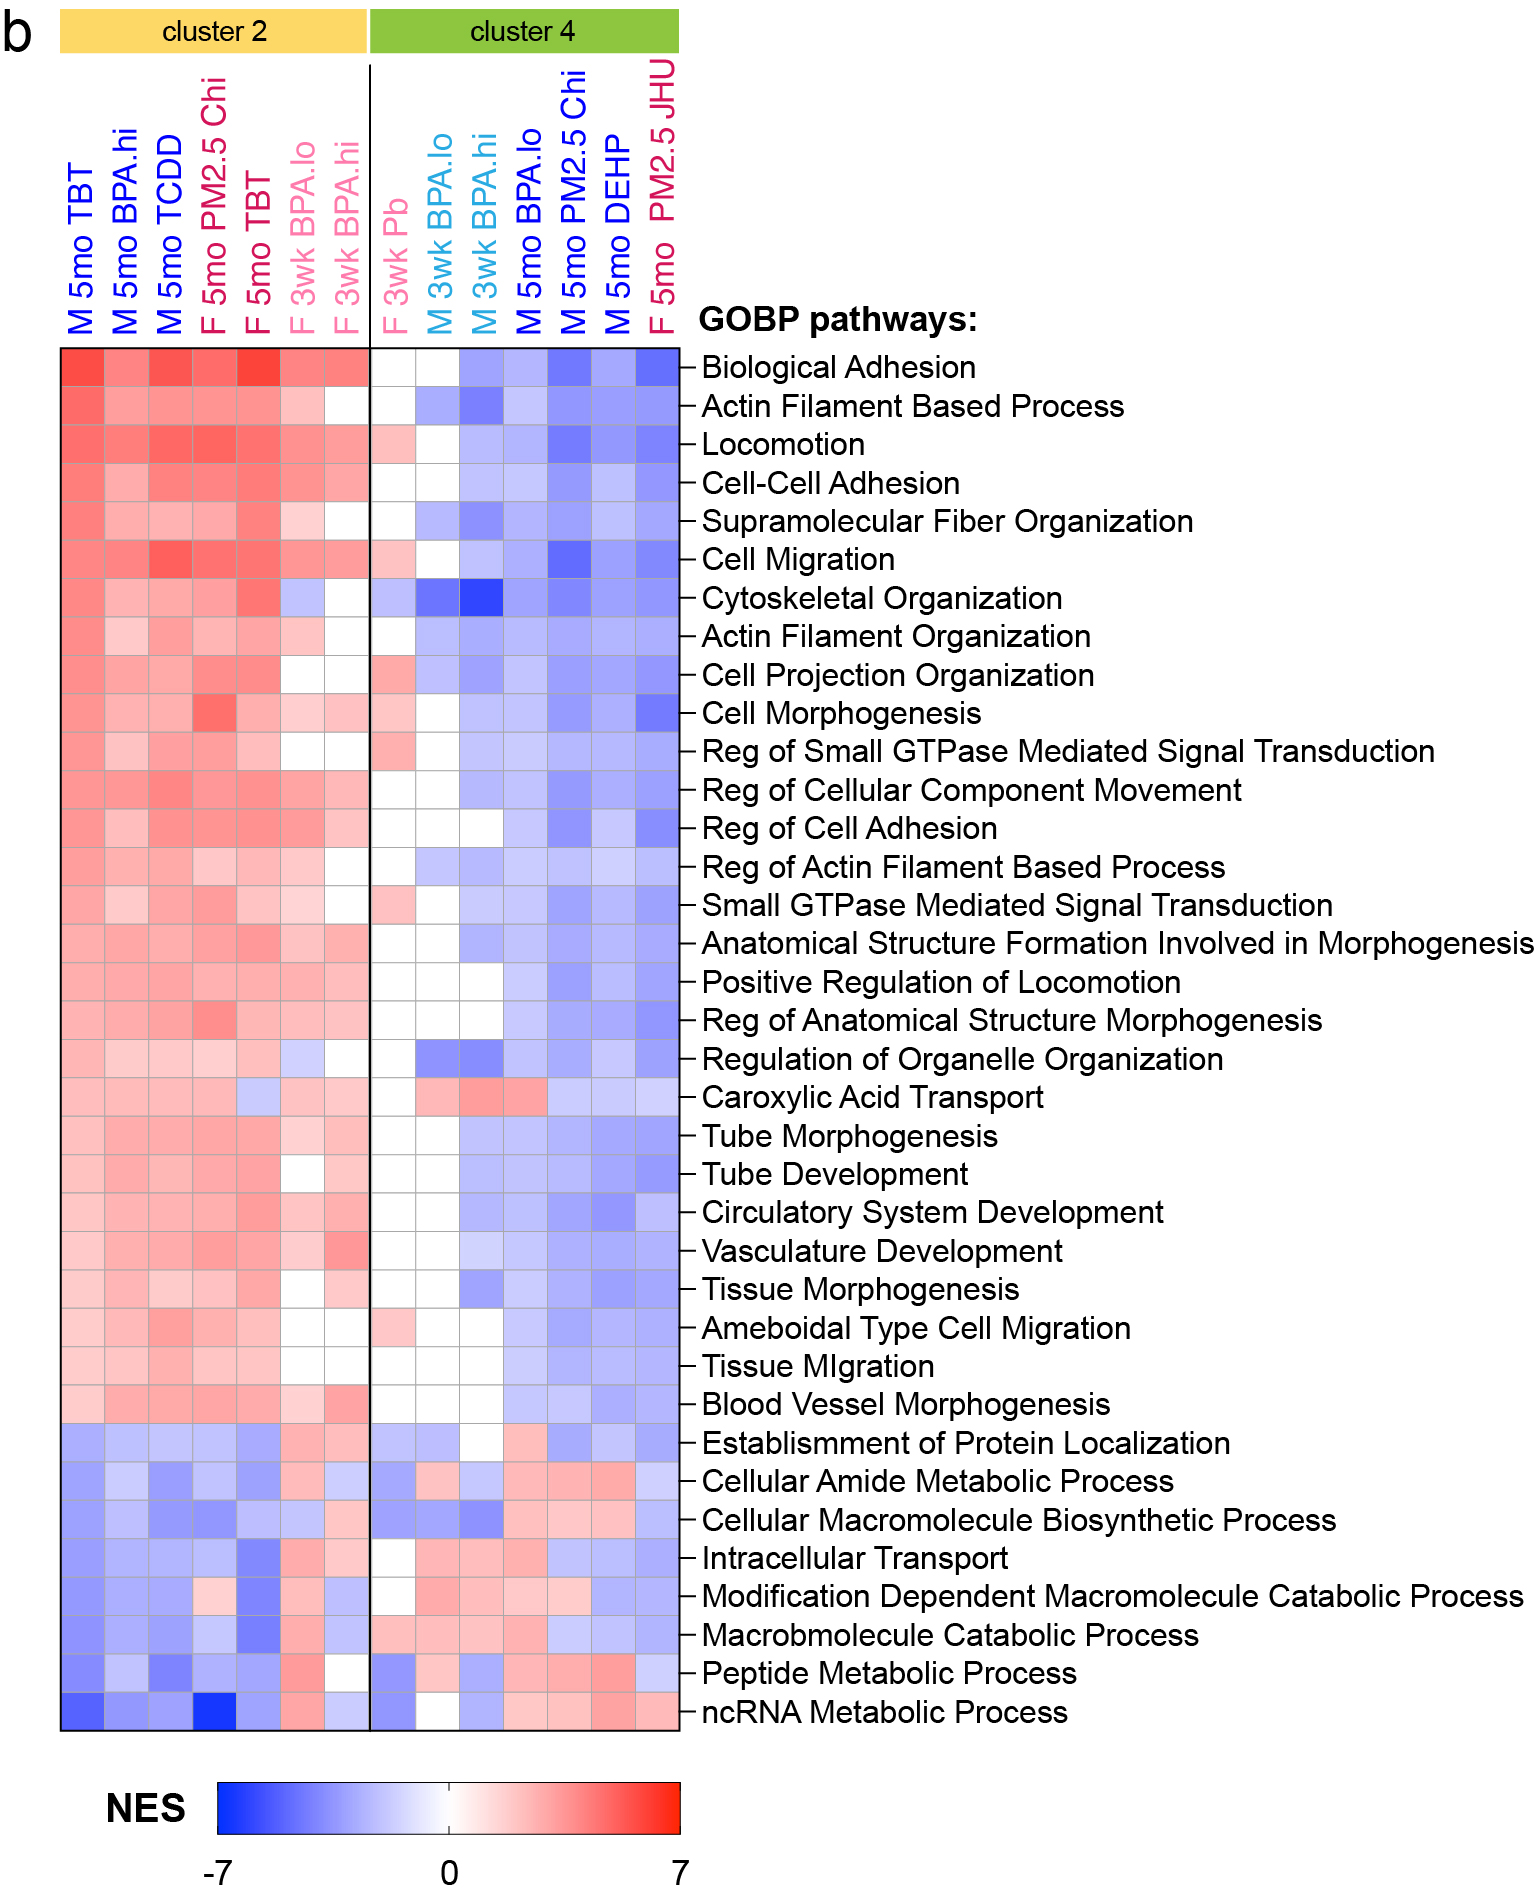 b
cluster 2
cluster 4
M 5mo TBT
M 5mo BPA.hi
M 5mo TCDD
F 5mo PM2.5 Chi
F 5mo TBT
F 3wk BPA.lo
F 3wk BPA.hi
F 3wk Pb
M 3wk BPA.lo
M 3wk BPA.hi
M 5mo BPA.lo
M 5mo PM2.5 Chi
M 5mo DEHP
F 5mo PM2.5 JHU
GOBP pathways:
Biological Adhesion
Actin Filament Based Process
Locomotion
Cell-Cell Adhesion
Supramolecular Fiber Organization
Cell Migration
Cytoskeletal Organization
Actin Filament Organization
Cell Projection Organization
Cell Morphogenesis
Reg of Small GTPase Mediated Signal Transduction
Reg of Cellular Component Movement
Reg of Cell Adhesion
Reg of Actin Filament Based Process
Small GTPase Mediated Signal Transduction
Anatomical Structure Formation Involved in Morphogenesis
Positive Regulation of Locomotion
Reg of Anatomical Structure Morphogenesis
Regulation of Organelle Organization
Caroxylic Acid Transport
Tube Morphogenesis
Tube Development
Circulatory System Development
Vasculature Development
Tissue Morphogenesis
Ameboidal Type Cell Migration
Tissue MIgration
Blood Vessel Morphogenesis
Establismment of Protein Localization
Cellular Amide Metabolic Process
Cellular Macromolecule Biosynthetic Process
Intracellular Transport
Modification Dependent Macromolecule Catabolic Process
Macrobmolecule Catabolic Process
Peptide Metabolic Process
ncRNA Metabolic Process
NES
-7 0 7